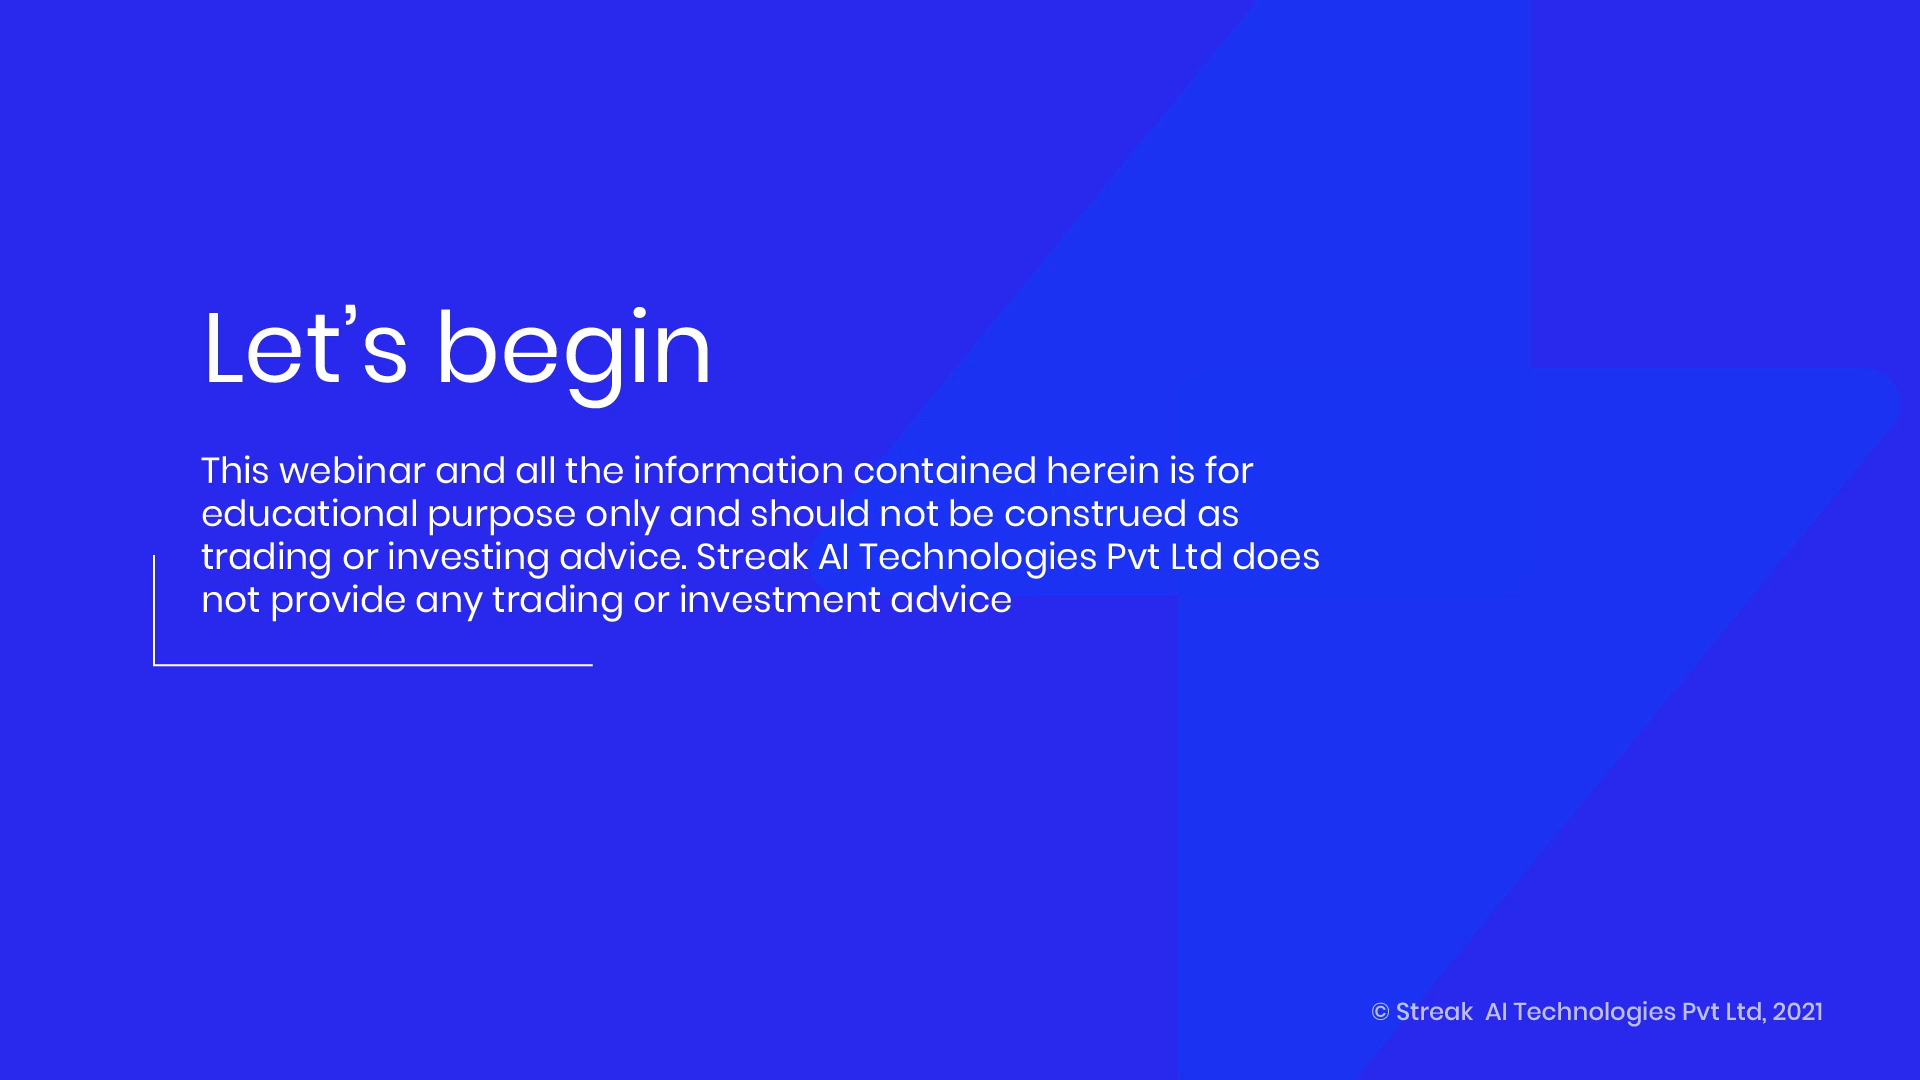 Let’s begin
This webinar and all the information contained herein is for
educational purpose only and should not be construed as
trading or investing advice. Streak AI Technologies Pvt Ltd does
not provide any trading or investment advice
© Streak  AI Technologies Pvt Ltd, 2021